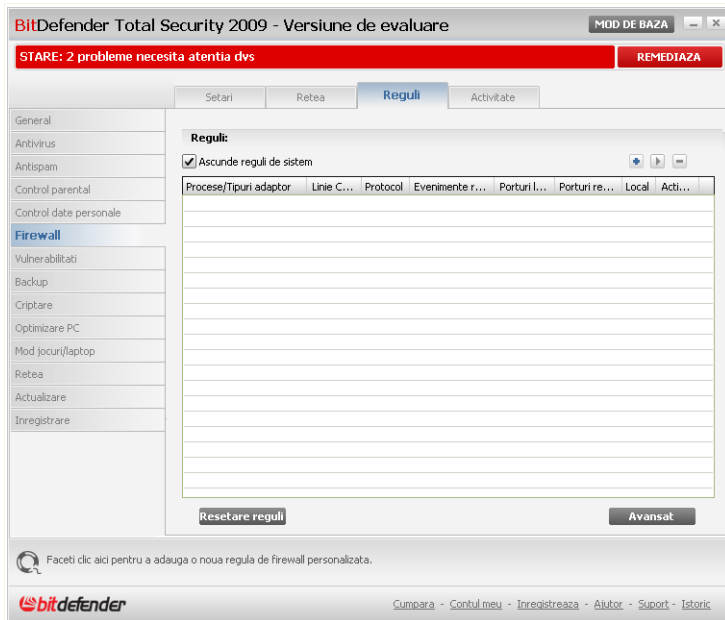 BitDefender Total Security 2009 - Versiune de evaluare
MOD DE BAZA
STARE: 2 probleme necesita atentia dvs
REMEDIAZA
Setari
Retea
Reguli
Activitate
General
Antivirus
Antispam
Control parental
Control date personale
Firewall
Vulnerabilitati
Backup
Criptare
Optimizare PC
Mod jocuri/laptop
Retea
Actualizare
Inregistrare
Reguli:
Ascunde reguli de sistem
Procese/Tipuri adaptor Linie C... Protocol Evenimente r... Porturi l... Porturi re... Local Acti...
Resetare reguli
Avansat
Faceti clic aici pentru a adauga o noua regula de firewall personalizata.
bitdefender
Cumpara - Contul meu - Inregistreaza - Ajutor - Suport - Istoric